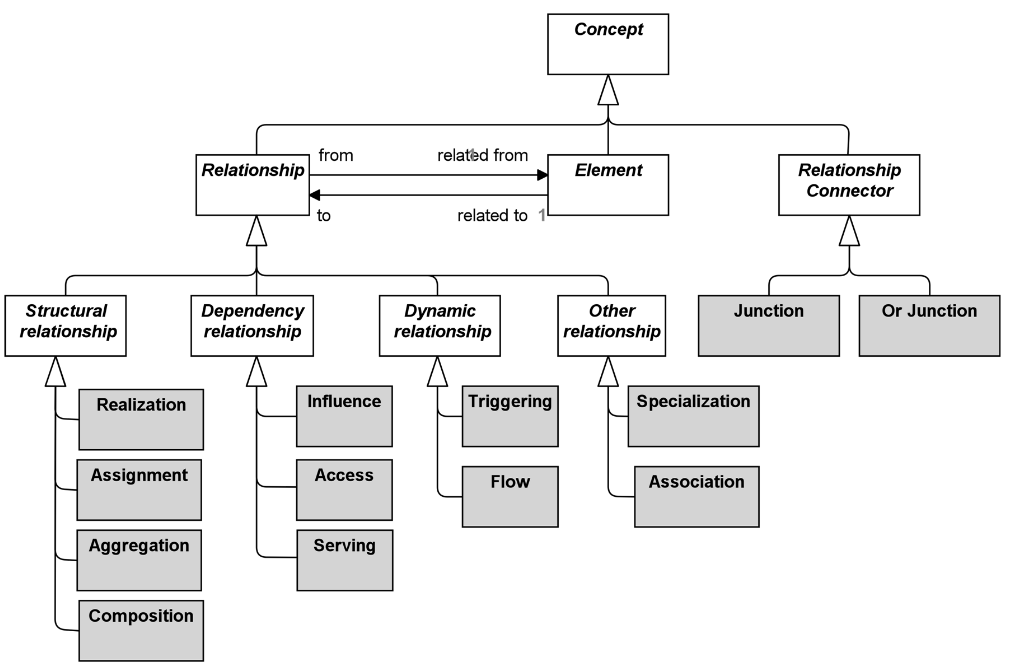 Concept
from
related from
1
Relationship
Element
Relationship
Connector
to
related to 1
Structural
relationship
Dependency
relationship
Dynamic
relationship
Other
relationship
Junction
Or Junction
Realization
Influence
Triggering
Specialization
Assignment
Access
Flow
Association
Aggregation
Serving
Composition